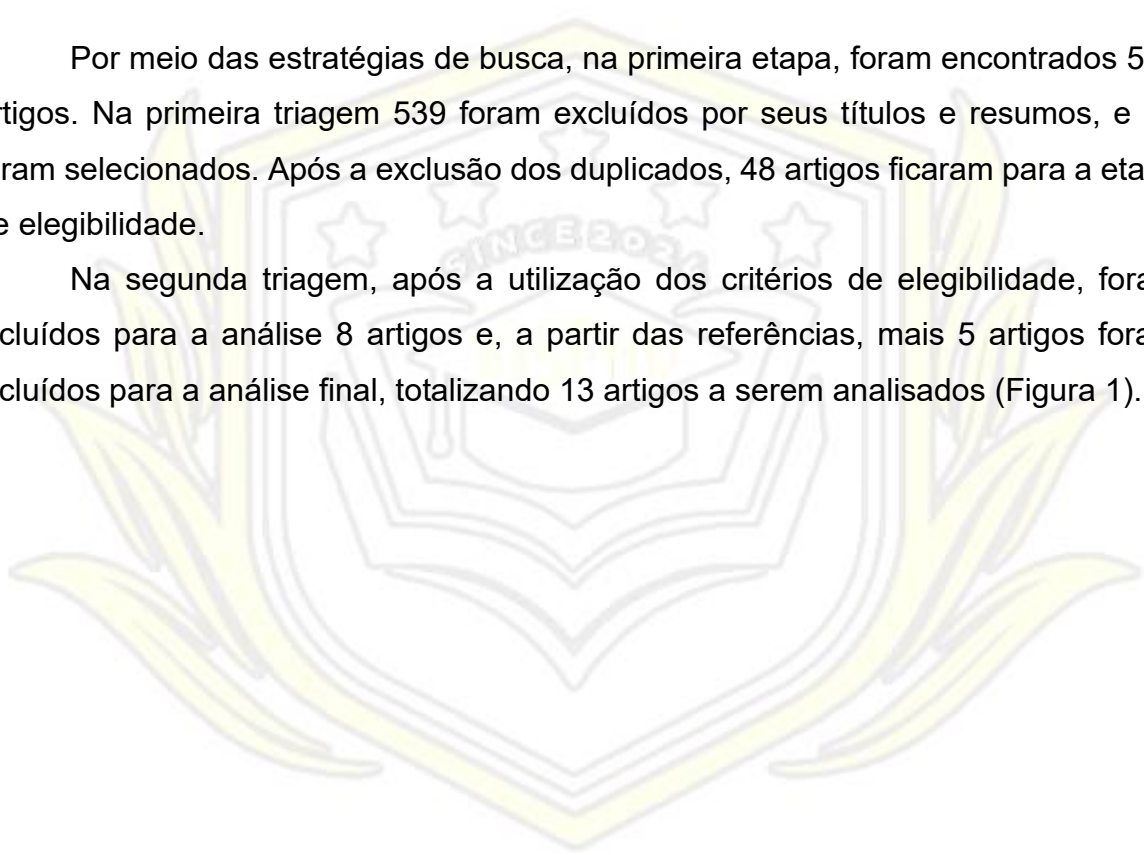 Por meio das estratégias de busca, na primeira etapa, foram encontrados 5
rtigos. Na primeira triagem 539 foram excluídos por seus títulos e resumos, e
ram selecionados. Após a exclusão dos duplicados, 48 artigos ficaram para a eta
e elegibilidade.
SINCE 2024
Na segunda triagem, após a utilização dos critérios de elegibilidade, fora
cluídos para a análise 8 artigos e, a partir das referências, mais 5 artigos fora
cluídos para a análise final, totalizando 13 artigos a serem analisados (Figura 1).